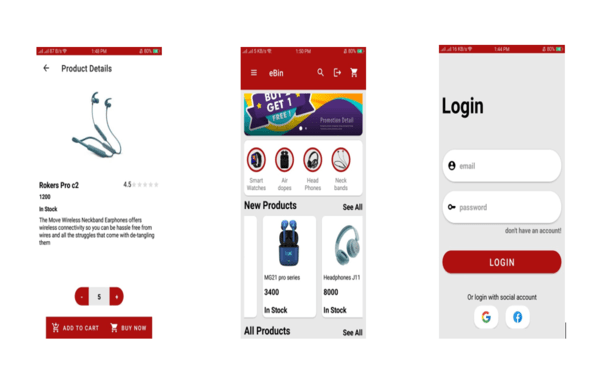 1:48 PM
80%
Product Details
Rokers Pro c2
4.5
1200
In Stock
The Move Wireless Neckband Earphones offers
wireless connectivity so you can be hassle free from
wires and all the struggles that come with de-tangling
them
-
5
+
ADD TO CART
BUY NOW
1:50 PM
80%
eBin
BUY 2
GET 1
FREE !
Promotion Detail
Smart
Watches
Air
dopes
Head
Phones
Neck
bands
New Products
See All
MG21 pro series
3400
In Stock
Headphones J11
8000
In Stock
All Products
See All
1:44 PM
80%
Login
email
password
don't have an account!
LOGIN
Or login with social account